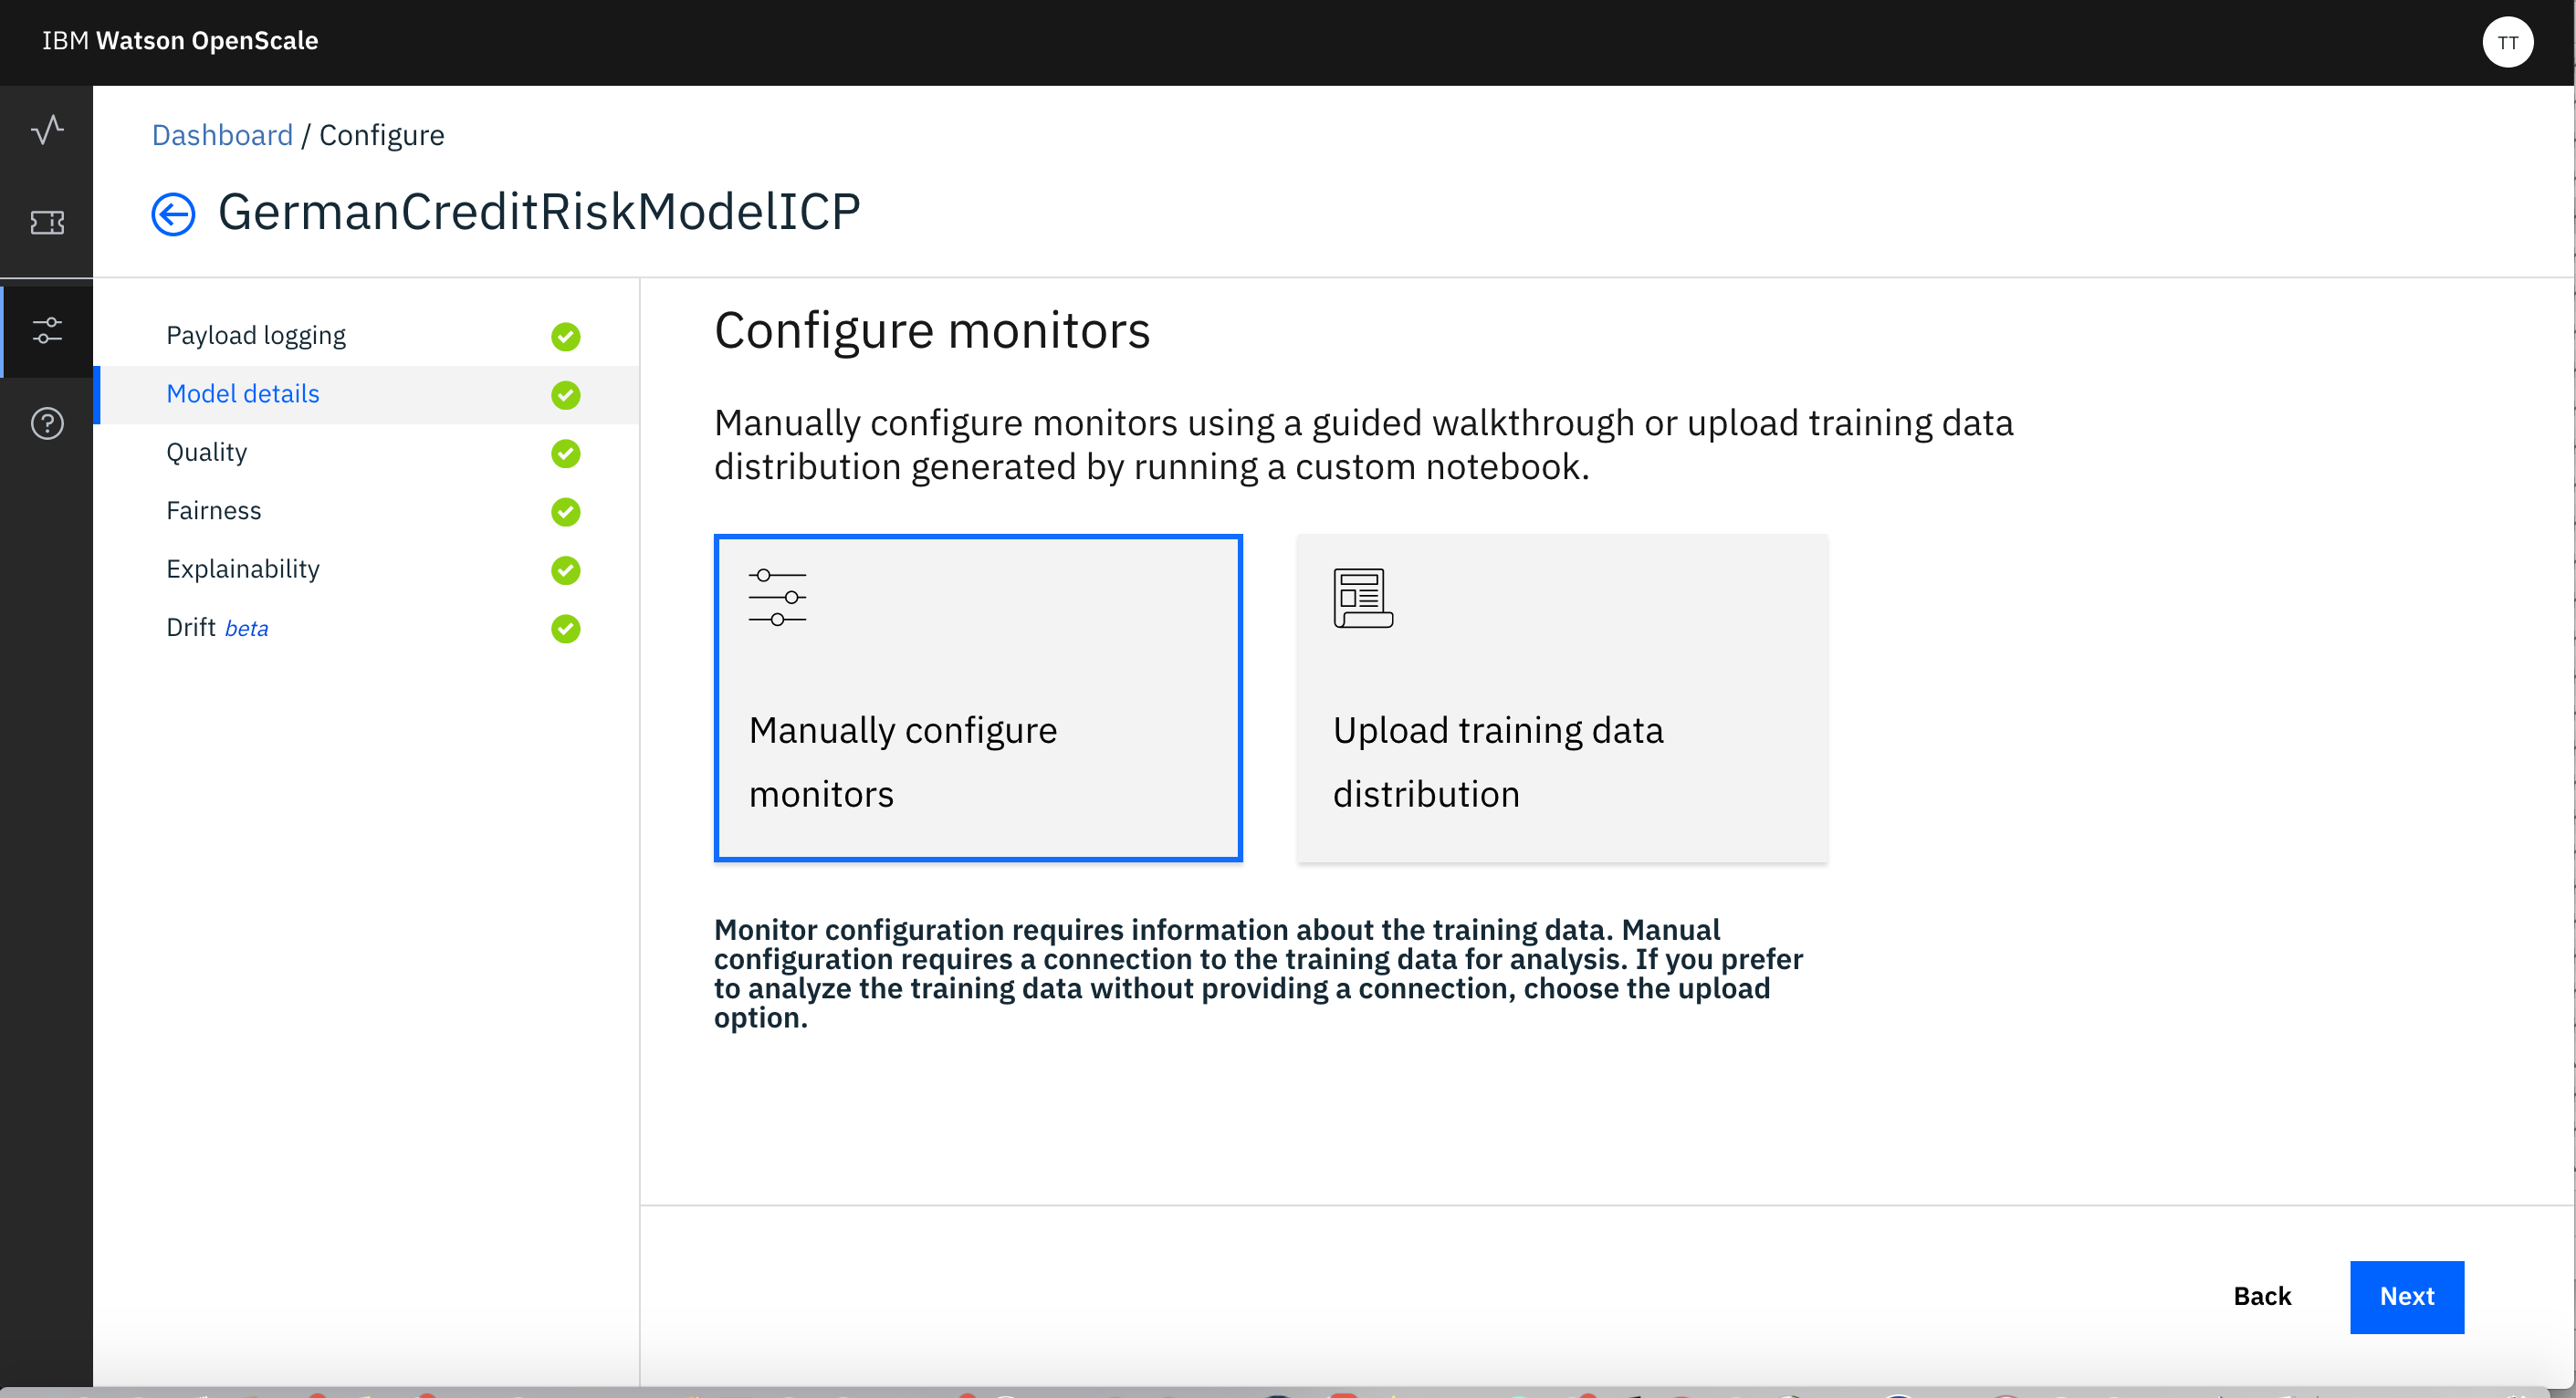 IBM Watson OpenScale
TT
Dashboard / Configure
GermanCreditRiskModelICP
Payload logging
Model details
Quality
Fairness
Explainability
Drift beta
Configure monitors
Manually configure monitors using a guided walkthrough or upload training data
distribution generated by running a custom notebook.
Manually configure
monitors
Upload training data
distribution
Monitor configuration requires information about the training data. Manual
configuration requires a connection to the training data for analysis. If you prefer
to analyze the training data without providing a connection, choose the upload
option.
Back
Next